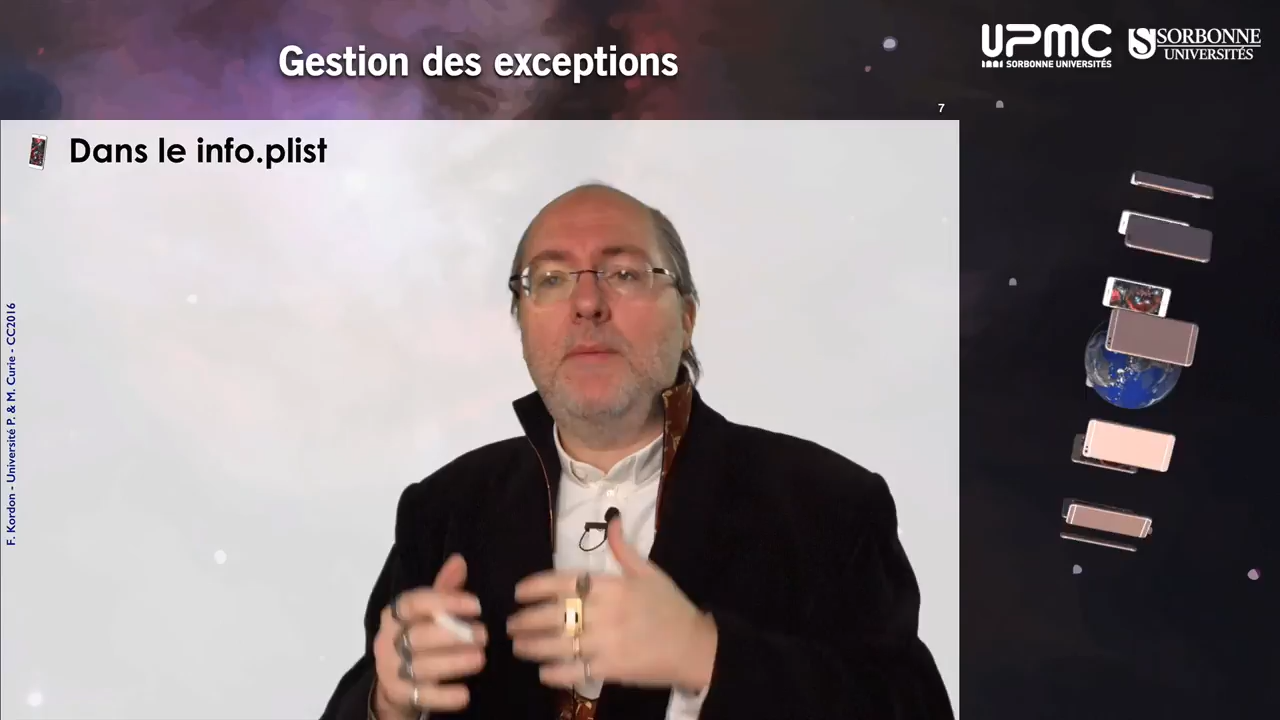 Gestion des exceptions
UPMC
SORBONNE UNIVERSITÉS
S SORBONNE
UNIVERSITÉS
7
Dans le info.plist
F. Kordon - Université P. & M. Curie - CC2016